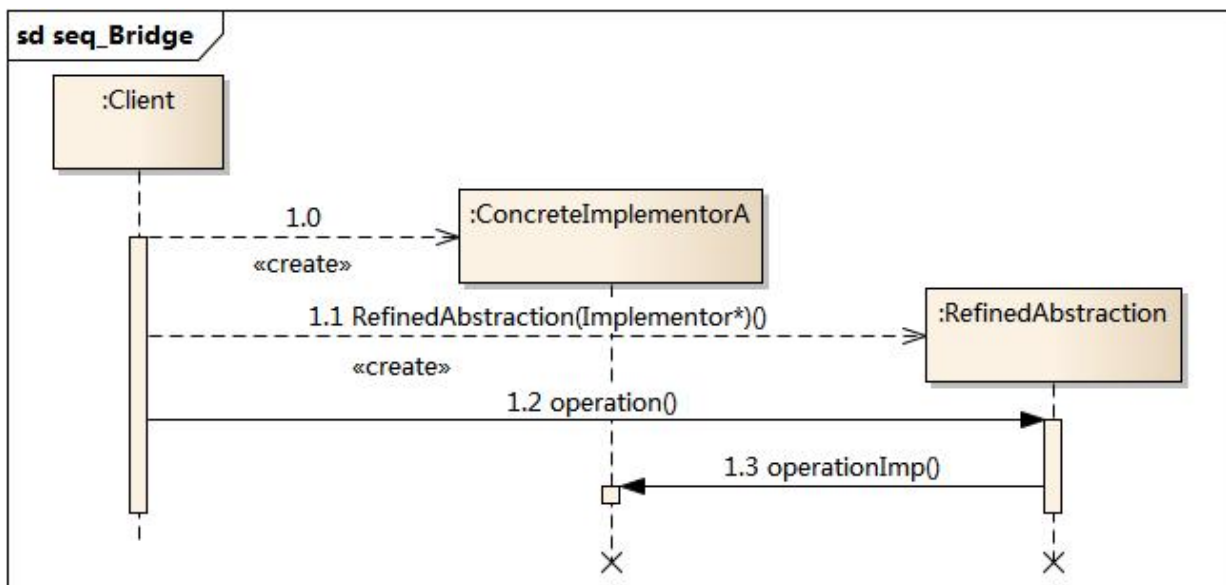 sd seq_Bridge
:Client
:ConcreteImplementorA
1.0
«create»
:RefinedAbstraction
1.1 RefinedAbstraction(Implementor*)()
«create»
1.2 operation()
1.3 operationImp()